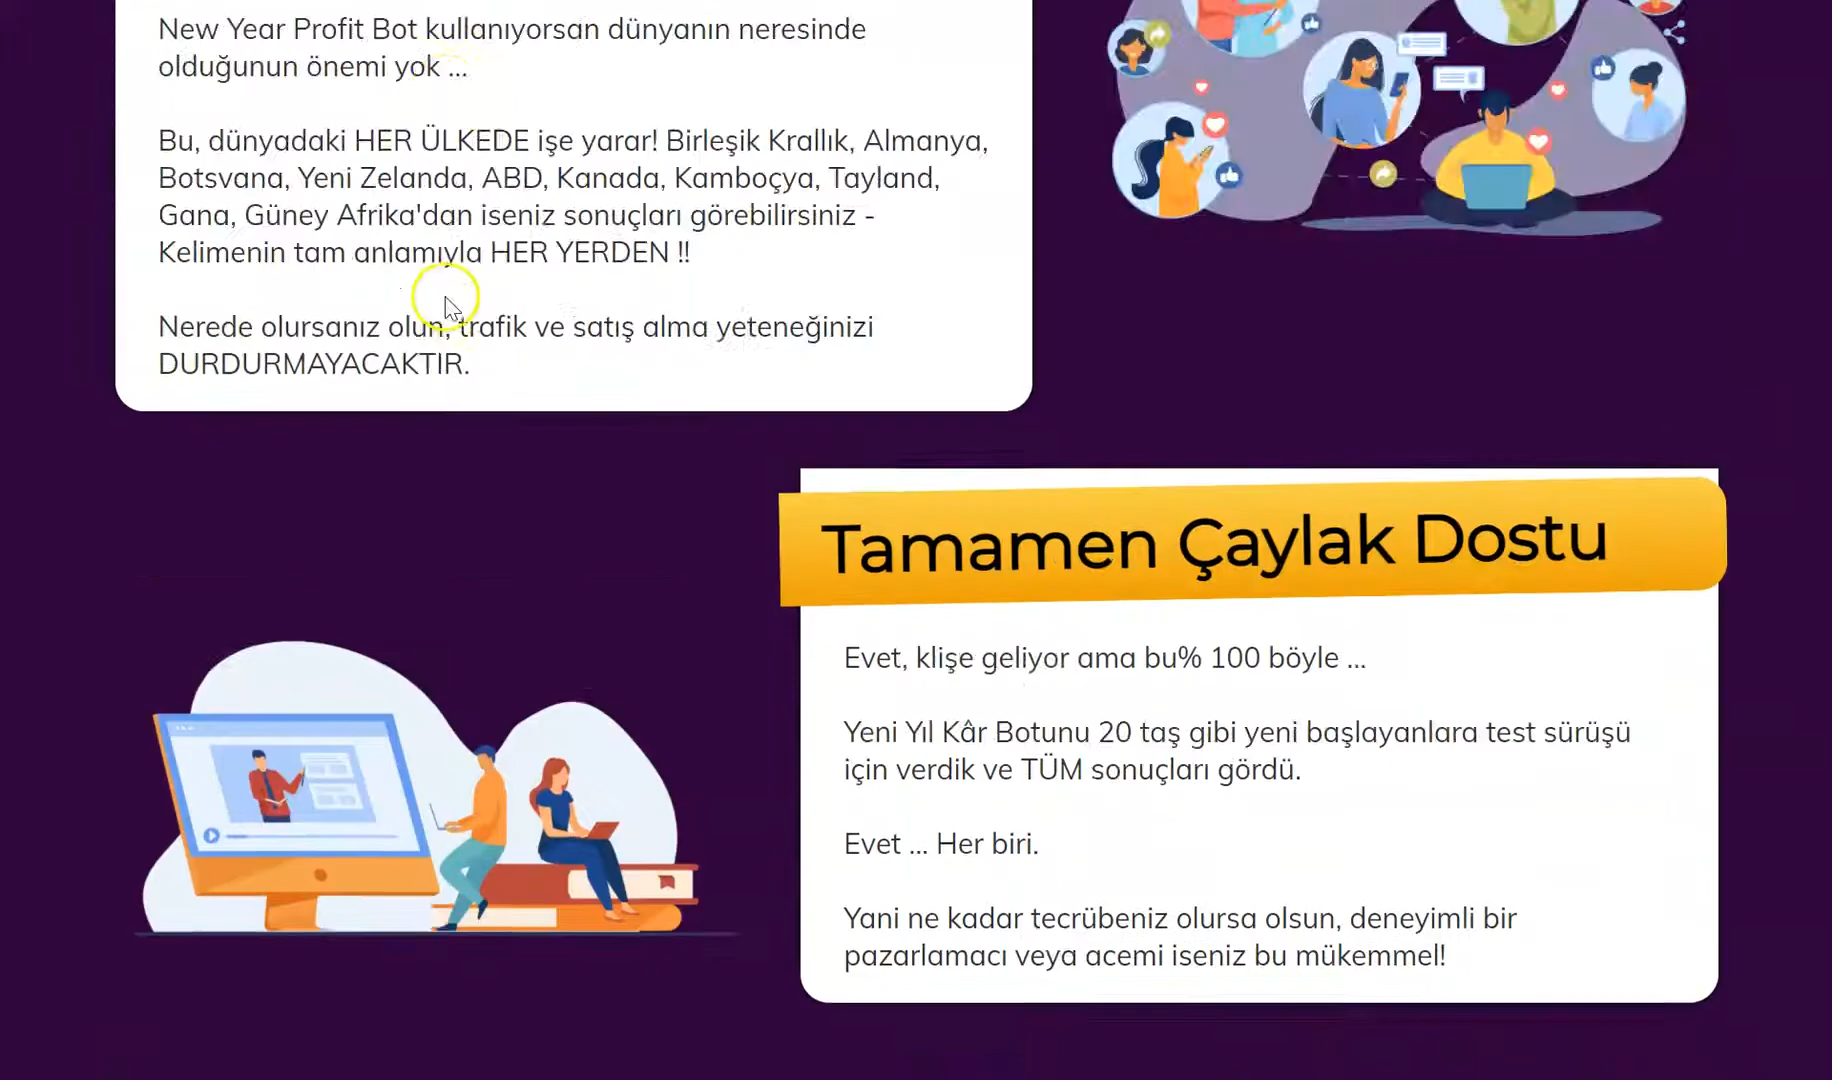 New Year Profit Bot kullanıyorsan dünyanın neresinde
olduğunun önemi yok ...
Bu, dünyadaki HER ÜLKEDE işe yarar! Birleşik Krallık, Almanya,
Botsvana, Yeni Zelanda, ABD, Kanada, Kamboçya, Tayland,
Gana, Güney Afrika'dan iseniz sonuçları görebilirsiniz -
Kelimenin tam anlamıyla HER YERDEN !!
Nerede olursanız olun, trafik ve satış alma yeteneğinizi
DURDURMAYACAKTIR.
Tamamen Çaylak Dostu
Evet, klişe geliyor ama bu% 100 böyle ...
Yeni Yıl Kâr Botunu 20 taş gibi yeni başlayanlara test sürüşü
için verdik ve TÜM sonuçları gördü.
Evet ... Her biri.
Yani ne kadar tecrübeniz olursa olsun, deneyimli bir
pazarlamacı veya acemi iseniz bu mükemmel!